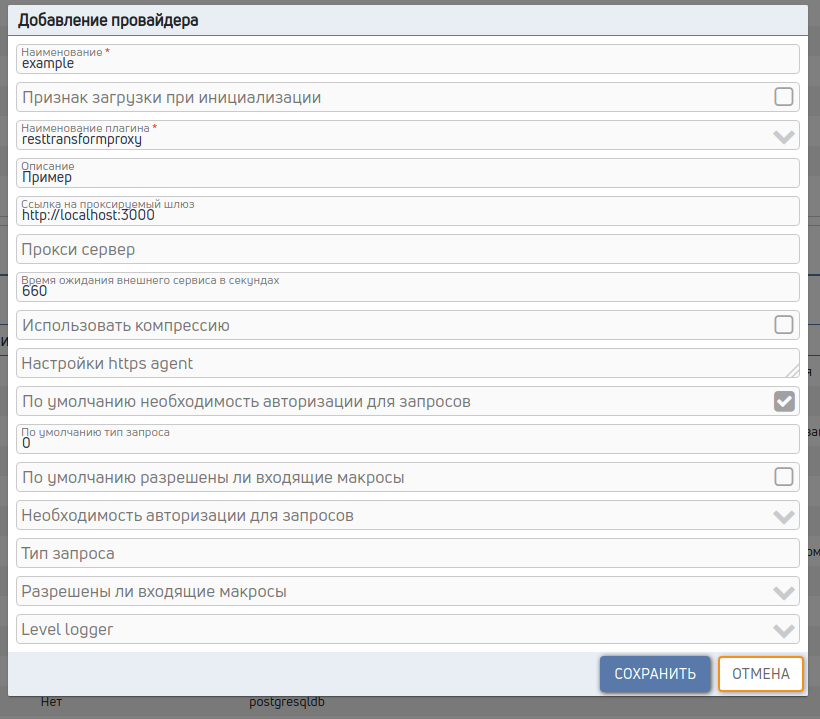 Добавление провайдера
Наименование *
example
Признак загрузки при инициализации
Наименование плагина *
resttransformproxy
Описание
Пример
Ссылка на проксируемый шлюз
http://localhost:3000
Прокси сервер
Время ожидания внешнего сервиса в секундах
660
Использовать компрессию
Настройки https agent
По умолчанию необходимость авторизации для запросов
По умолчанию тип запроса
0
По умолчанию разрешены ли входящие макросы
Необходимость авторизации для запросов
Тип запроса
Разрешены ли входящие макросы
Level logger
СОХРАНИТЬ ОТМЕНА
Нет postgresqldb